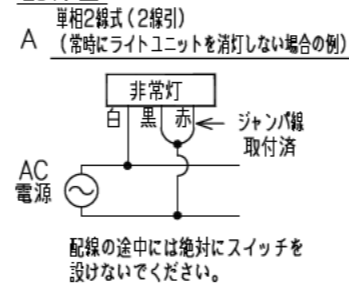 単相2線式(2線引)
A (常時にライトユニットを消灯しない場合の例)
非常灯
白 黒 赤
ジャンパ線
取付済
AC
電源
配線の途中には絶対にスイッチを
設けないでください。